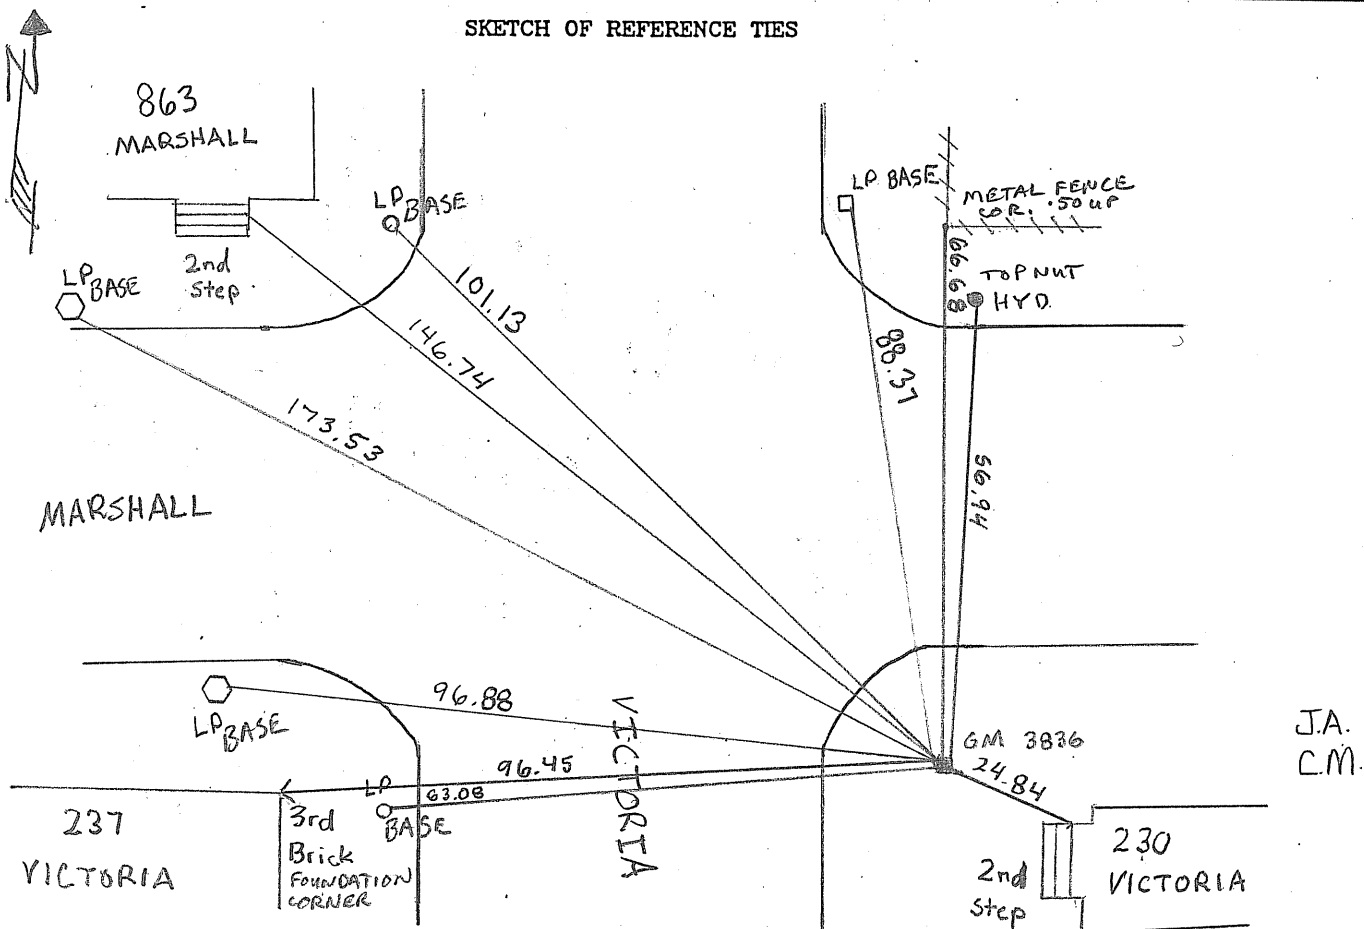 SKETCH OF REFERENCE TIES
N
863
MARSHALL
LP
BASE
LP BASE
METAL FENCE
COR. .50 UP
2nd
Step
LP
BASE
TOP NUT
HYD.
66.68
101.13
146.74
88.37
173.53
56.94
MARSHALL
96.88
LP
BASE
VICTORIA
GM 3836
24.84
J.A.
C.M.
96.45
LP
BASE
63.08
237
VICTORIA
3rd
Brick
FOUNDATION
CORNER
230
VICTORIA
2nd
Step